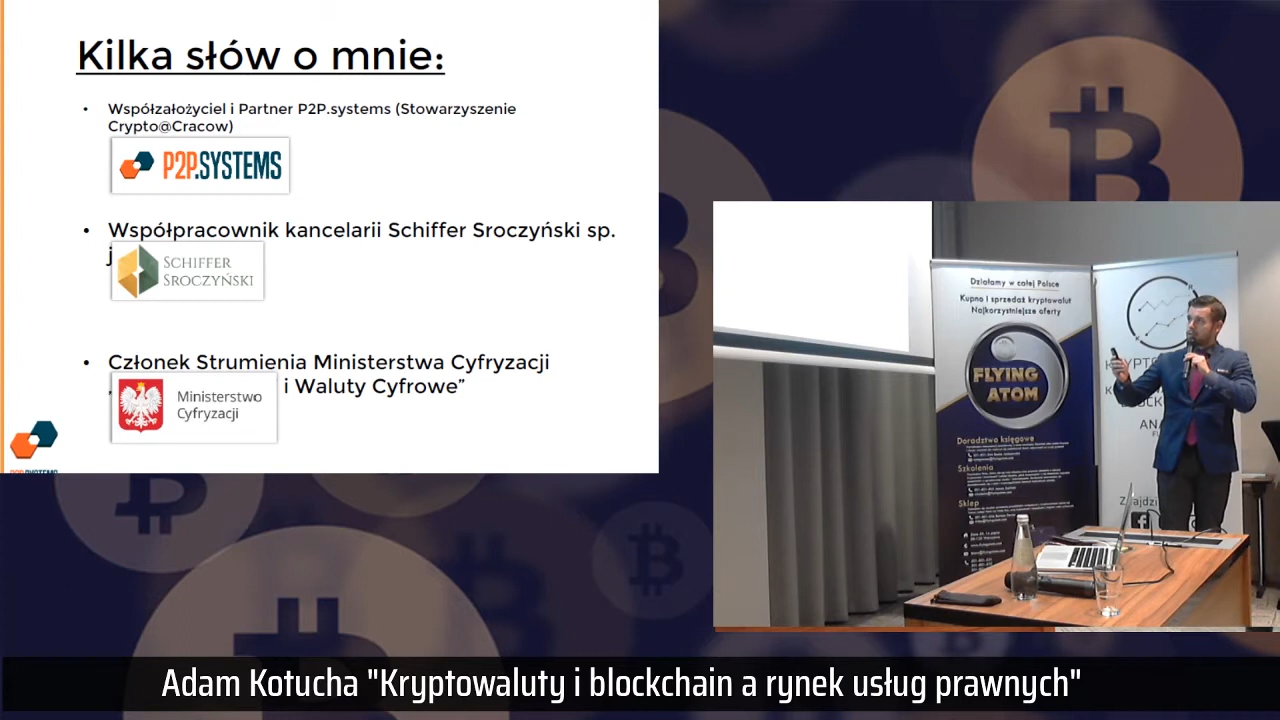 Kilka słów o mnie:
• Współzałożyciel i Partner P2P.systems (Stowarzyszenie
Crypto@Cracow)
P2P.SYSTEMS
• Współpracownik kancelarii Schiffer Sroczyński sp.
j
SCHIFFER
SROCZYŃSKI
• Członek Strumienia Ministerstwa Cyfryzacji
i Waluty Cyfrowe”
Ministerstwo
Cyfryzacji
P2P.SYSTEMS
Działamy w całej Polsce
Kupno i sprzedaż kryptowalut
Najkorzystniejsze oferty
FLYING
ATOM
Doradztwo księgowe
Szkolenia
Sklep
Adam Kotucha "Kryptowaluty i blockchain a rynek usług prawnych"